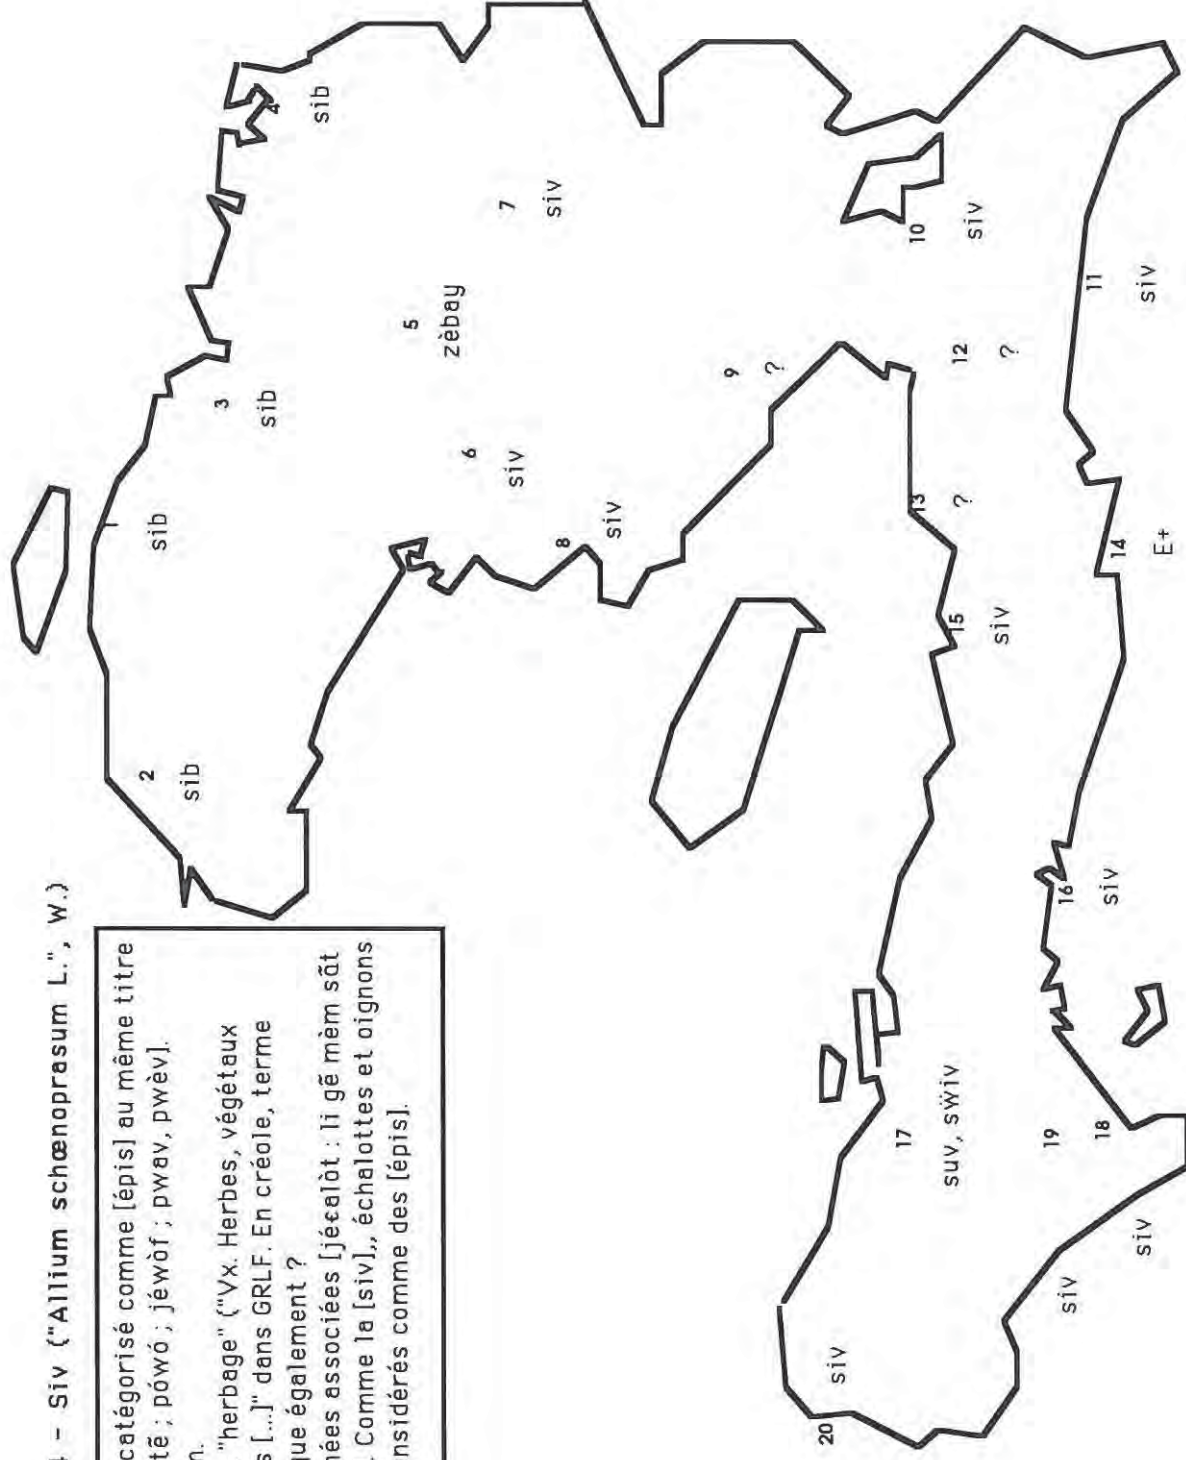 4 – Siv ("Allium schœnoprasum L.", W.)
catégorisé comme [épis] au même titre
tẽ ; pówó ; jéwòf ; pwav, pwèv].
n.
"herbage" ("Vx. Herbes, végétaux
s [...]" dans GRLF. En créole, terme
que également ?
nées associées [jéɛalòt : li gẽ mèm sãt
. Comme la [siv],, échalottes et oignons
nsidérés comme des [épis].
1
sib
2
sib
3
sib
4
sib
5
zèbay
6
siv
7
siv
8
siv
9
?
10
siv
11
siv
12
?
13
?
14
E+
15
siv
16
siv
17
suv, sẅiv
18
siv
19
siv
20
siv